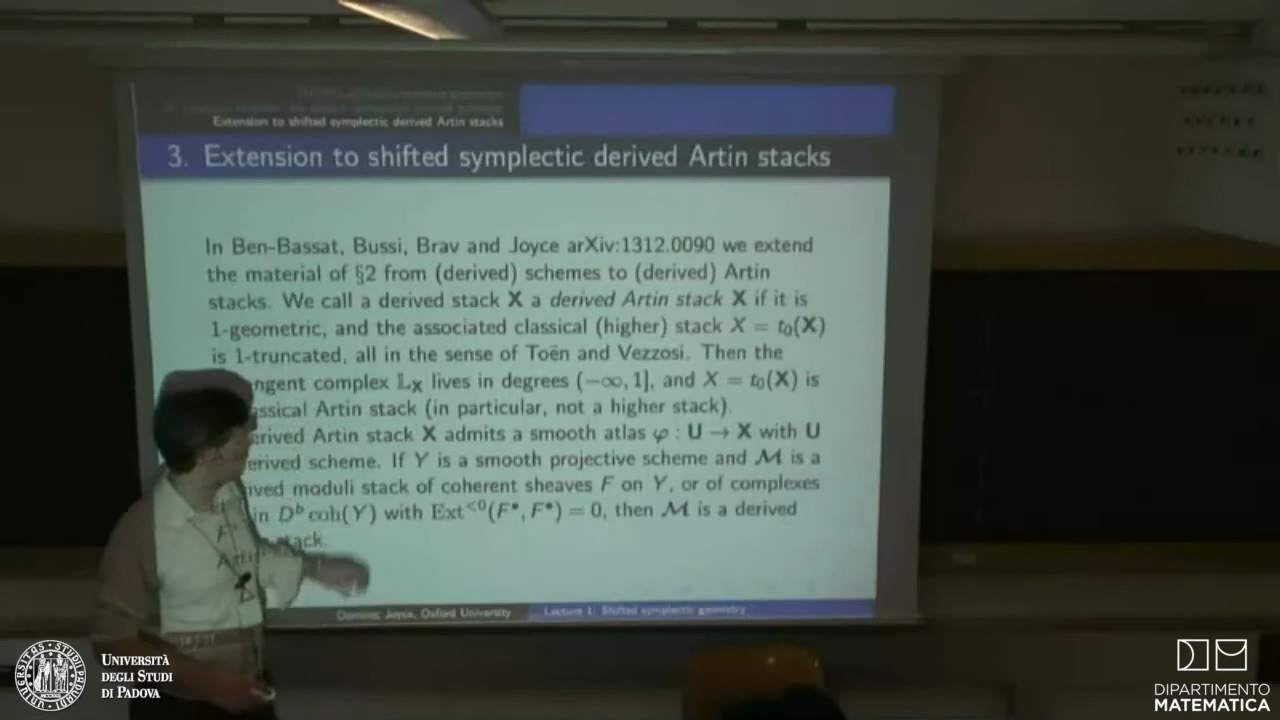 Extension to shifted symplectic derived Artin stacks
3. Extension to shifted symplectic derived Artin stacks
In Ben-Bassat, Bussi, Brav and Joyce arXiv:1312.0090 we extend
the material of §2 from (derived) schemes to (derived) Artin
stacks. We call a derived stack X a derived Artin stack X if it is
1-geometric, and the associated classical (higher) stack X = t₀(X)
is 1-truncated, all in the sense of Toën and Vezzosi. Then the
complex 𝕃_X lives in degrees (−∞, 1], and X = t₀(X) is
Artin stack (in particular, not a higher stack).
Artin stack X admits a smooth atlas φ : U → X with U
scheme. If Y is a smooth projective scheme and ℳ is a
moduli stack of coherent sheaves F on Y, or of complexes
in Dᵇcoh(Y) with Ext^{<0}(F•, F•) = 0, then ℳ is a derived
Dominic Joyce, Oxford University
Lecture 1: Shifted symplectic geometry
UNIVERSITÀ
DEGLI STUDI
DI PADOVA
DIPARTIMENTO
MATEMATICA